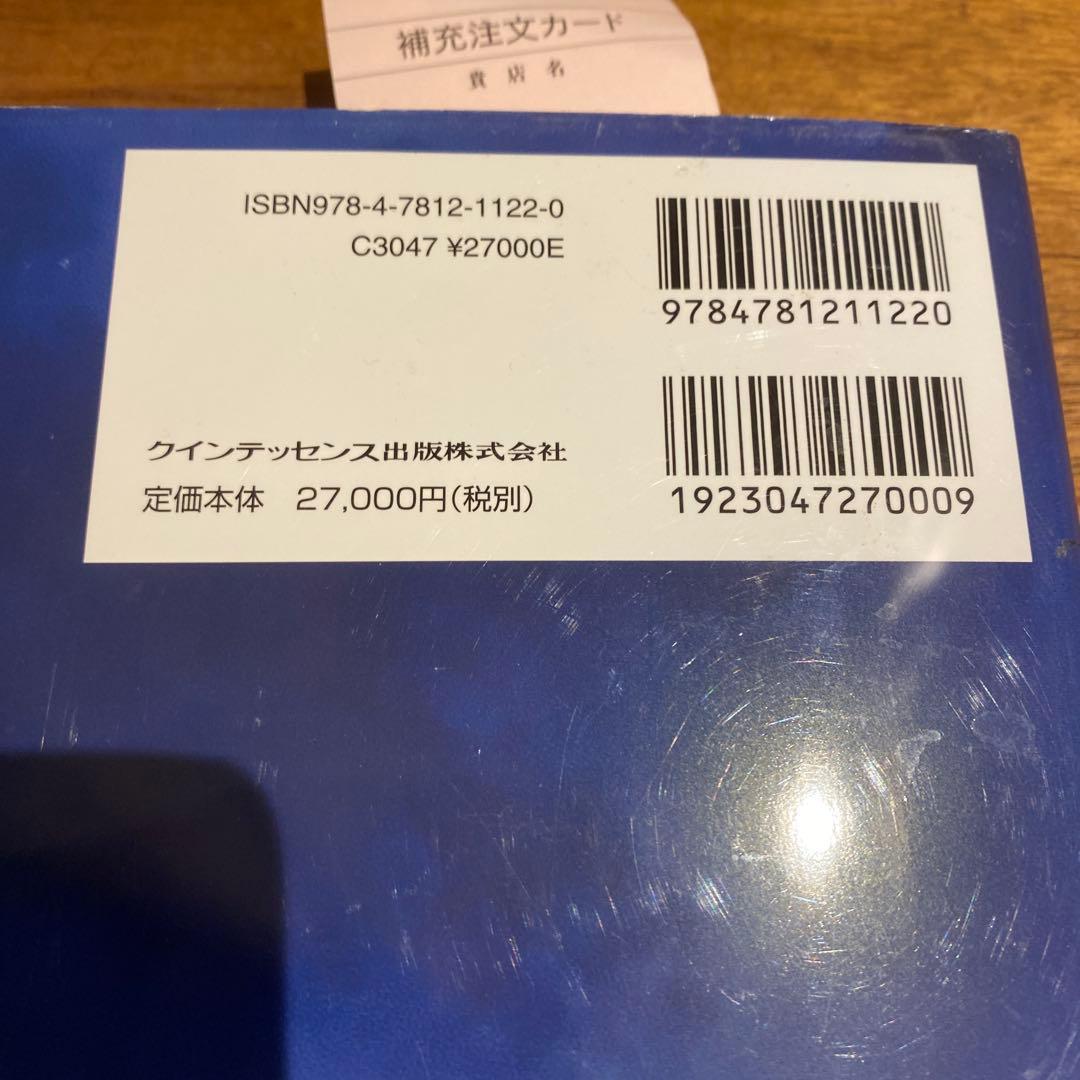 補充注文カード
貴店名
ISBN978-4-7812-1122-0
C3047 ¥27000E
9784781211220
クインテッセンス出版株式会社
定価本体 27,000円(税別)
1923047270009